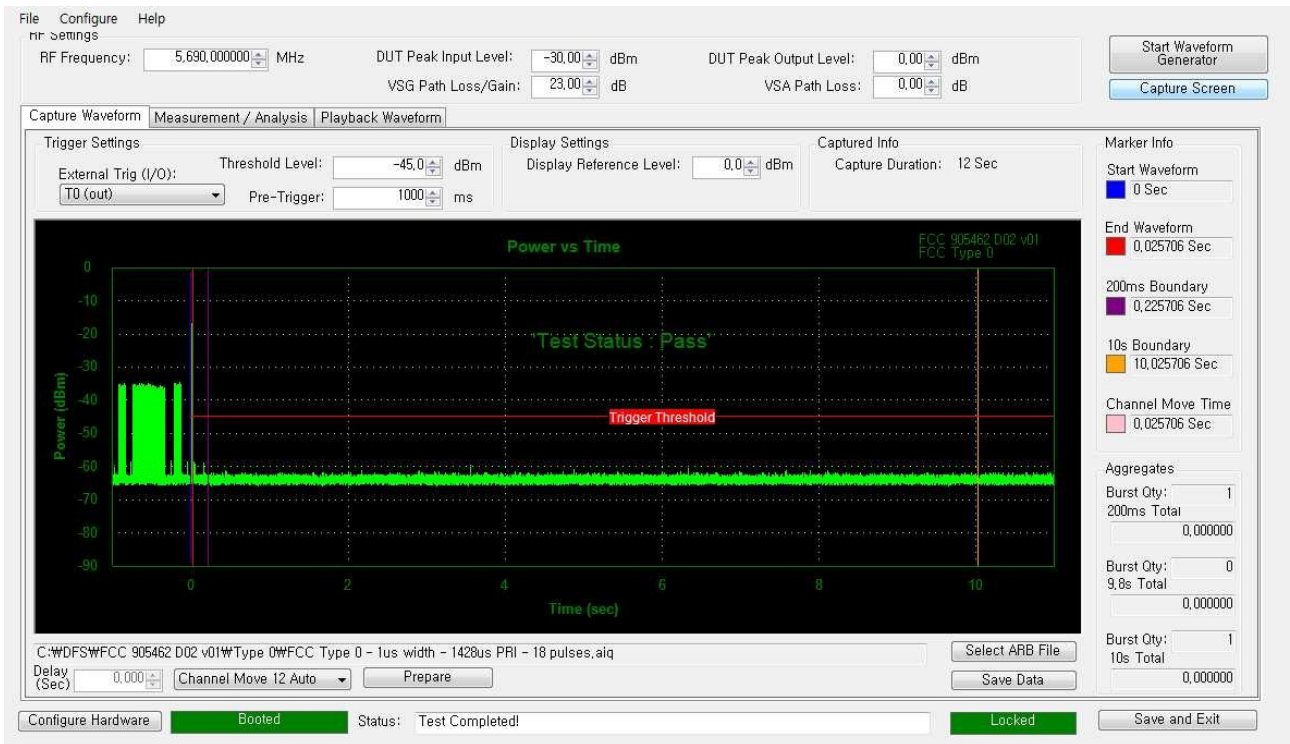 File Configure Help
RF Settings
RF Frequency: 5,690,000000 MHz DUT Peak Input Level: -30,00 dBm DUT Peak Output Level: 0,00 dBm
VSG Path Loss/Gain: 23,00 dB VSA Path Loss: 0,00 dB
Start Waveform
Generator
Capture Screen
Capture Waveform Measurement / Analysis Playback Waveform
Trigger Settings
External Trig (I/O):
T0 (out)
Threshold Level: -45,0 dBm
Pre-Trigger: 1000 ms
Display Settings
Display Reference Level: 0,0 dBm
Captured Info
Capture Duration: 12 Sec
Marker Info
Start Waveform
0 Sec
End Waveform
0,025706 Sec
200ms Boundary
0,225706 Sec
10s Boundary
10,025706 Sec
Channel Move Time
0,025706 Sec
Power vs Time
FCC 905462 D02 v01
FCC Type 0
'Test Status : Pass'
Trigger Threshold
Power (dBm)
0
-10
-20
-30
-40
-50
-60
-70
-80
-90
0 2 4 6 8 10
Time (sec)
Aggregates
Burst Qty: 1
200ms Total
0,000000
Burst Qty: 0
9,8s Total
0,000000
Burst Qty: 1
10s Total
0,000000
C:₩DFS₩FCC 905462 D02 v01₩Type 0₩FCC Type 0 - 1us width - 1428us PRI - 18 pulses,aiq
Select ARB File
Delay
(Sec) 0,000 Channel Move 12 Auto Prepare Save Data
Configure Hardware Booted Status: Test Completed! Locked Save and Exit